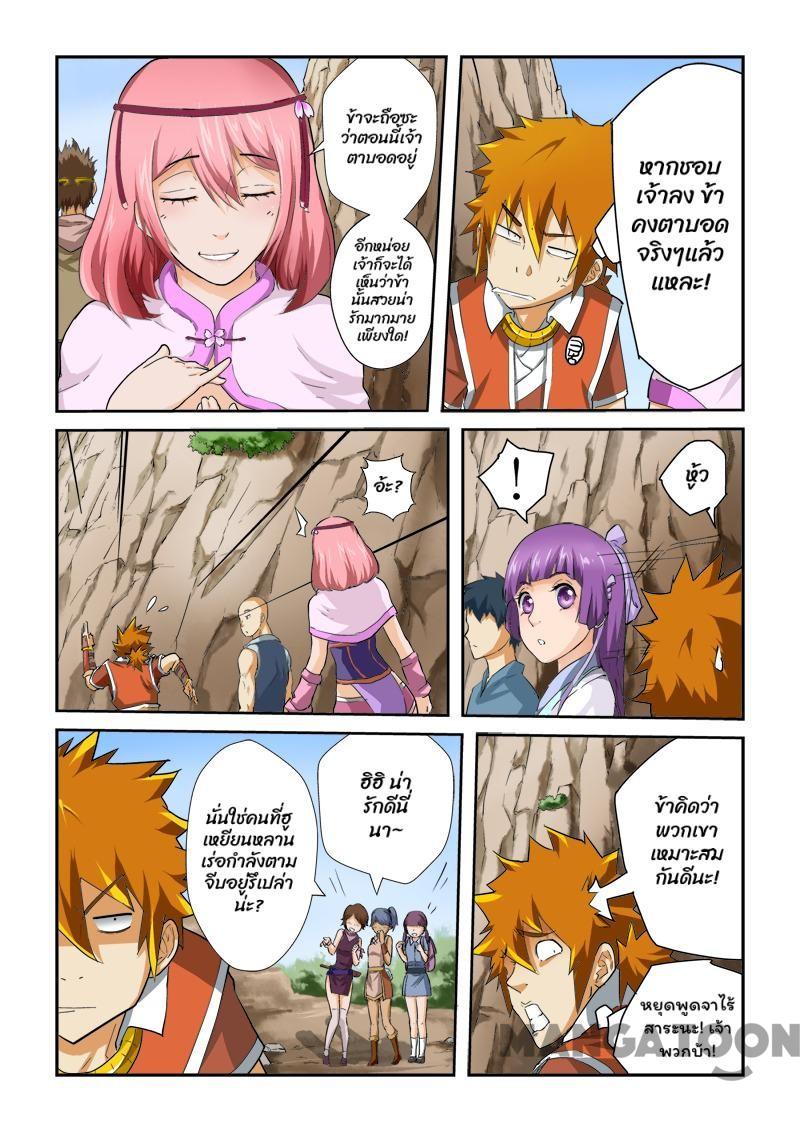 ข้าจะถือซะ
ว่าตอนนี้เจ้า
ตาบอดอยู่
อีกหน่อย
เจ้าก็จะได้
เห็นว่าข้า
นั้นสวยน่า
รักมากมาย
เพียงใด!
หากชอบ
เจ้าลง ข้า
คงตาบอด
จริงๆแล้ว
แหละ!
อ้ะ?
!
หู้ว
นั่นใช่คนที่ฮู
เหยียนหลาน
เร่อกำลังตาม
จีบอยู่รึเปล่า
น่ะ?
ฮิฮิ น่า
รักดีนี่
นา~
ข้าคิดว่า
พวกเขา
เหมาะสม
กันดีนะ!
หยุดพูดจาไร้
สาระนะ! เจ้า
พวกบ้า!
MANGATOON